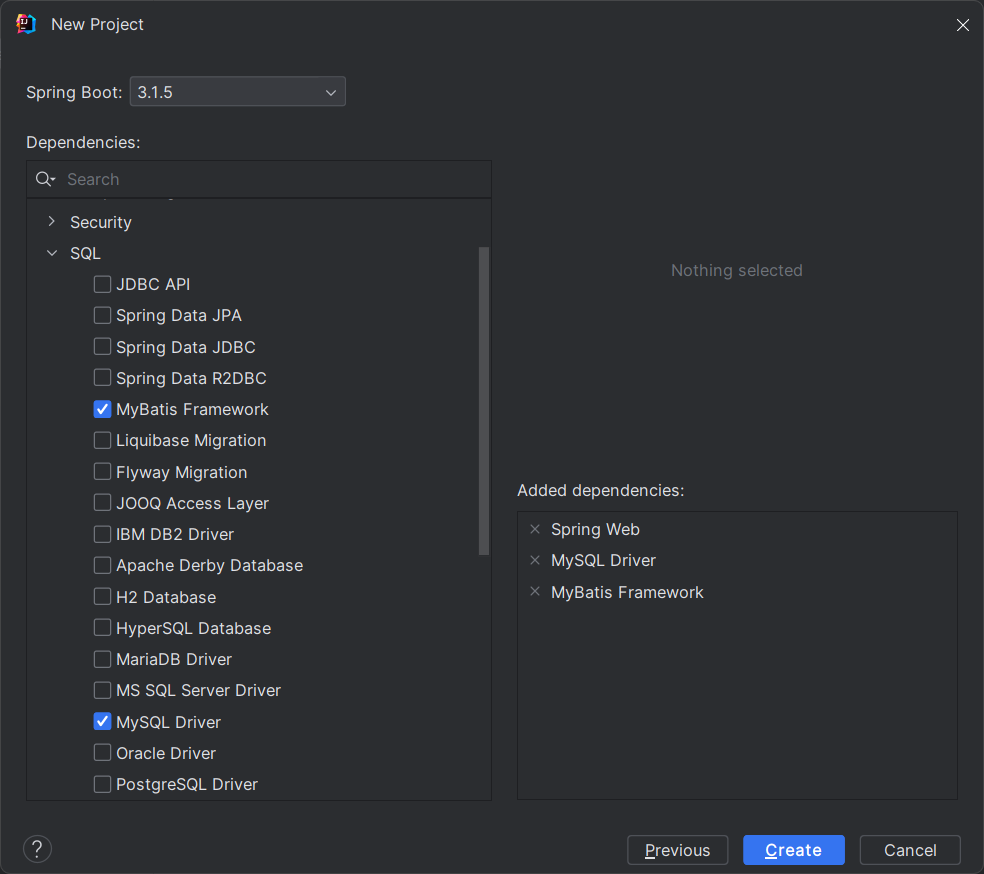 New Project
Spring Boot: 3.1.5
Dependencies:
Search
Security
SQL
JDBC API
Spring Data JPA
Spring Data JDBC
Spring Data R2DBC
MyBatis Framework
Liquibase Migration
Flyway Migration
JOOQ Access Layer
IBM DB2 Driver
Apache Derby Database
H2 Database
HyperSQL Database
MariaDB Driver
MS SQL Server Driver
MySQL Driver
Oracle Driver
PostgreSQL Driver
Nothing selected
Added dependencies:
Spring Web
MySQL Driver
MyBatis Framework
?
Previous
Create
Cancel